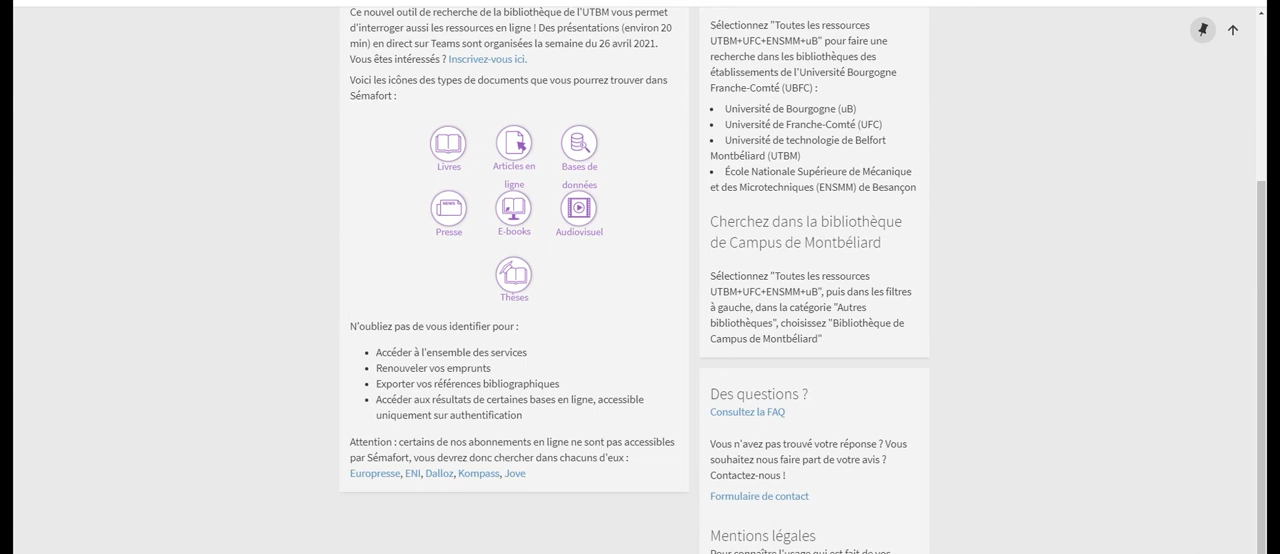 Ce nouvel outil de recherche de la bibliothèque de l'UTBM vous permet
d'interroger aussi les ressources en ligne ! Des présentations (environ 20
min) en direct sur Teams sont organisées la semaine du 26 avril 2021.
Vous êtes intéressés ? Inscrivez-vous ici.
Voici les icônes des types de documents que vous pourrez trouver dans
Sémafort :
Livres
Articles en
ligne
Bases de
données
NEWS
Presse
E-books
Audiovisuel
Thèses
N'oubliez pas de vous identifier pour :
• Accéder à l'ensemble des services
• Renouveler vos emprunts
• Exporter vos références bibliographiques
• Accéder aux résultats de certaines bases en ligne, accessible
uniquement sur authentification
Attention : certains de nos abonnements en ligne ne sont pas accessibles
par Sémafort, vous devrez donc chercher dans chacuns d'eux :
Europresse, ENI, Dalloz, Kompass, Jove
Sélectionnez "Toutes les ressources
UTBM+UFC+ENSMM+uB" pour faire une
recherche dans les bibliothèques des
établissements de l'Université Bourgogne
Franche-Comté (UBFC) :
• Université de Bourgogne (uB)
• Université de Franche-Comté (UFC)
• Université de technologie de Belfort
Montbéliard (UTBM)
• École Nationale Supérieure de Mécanique
et des Microtechniques (ENSMM) de Besançon
Cherchez dans la bibliothèque
de Campus de Montbéliard
Sélectionnez "Toutes les ressources
UTBM+UFC+ENSMM+uB", puis dans les filtres
à gauche, dans la catégorie "Autres
bibliothèques", choisissez "Bibliothèque de
Campus de Montbéliard"
Des questions ?
Consultez la FAQ
Vous n'avez pas trouvé votre réponse ? Vous
souhaitez nous faire part de votre avis ?
Contactez-nous !
Formulaire de contact
Mentions légales
Pour connaître l'usage qui est fait de vos